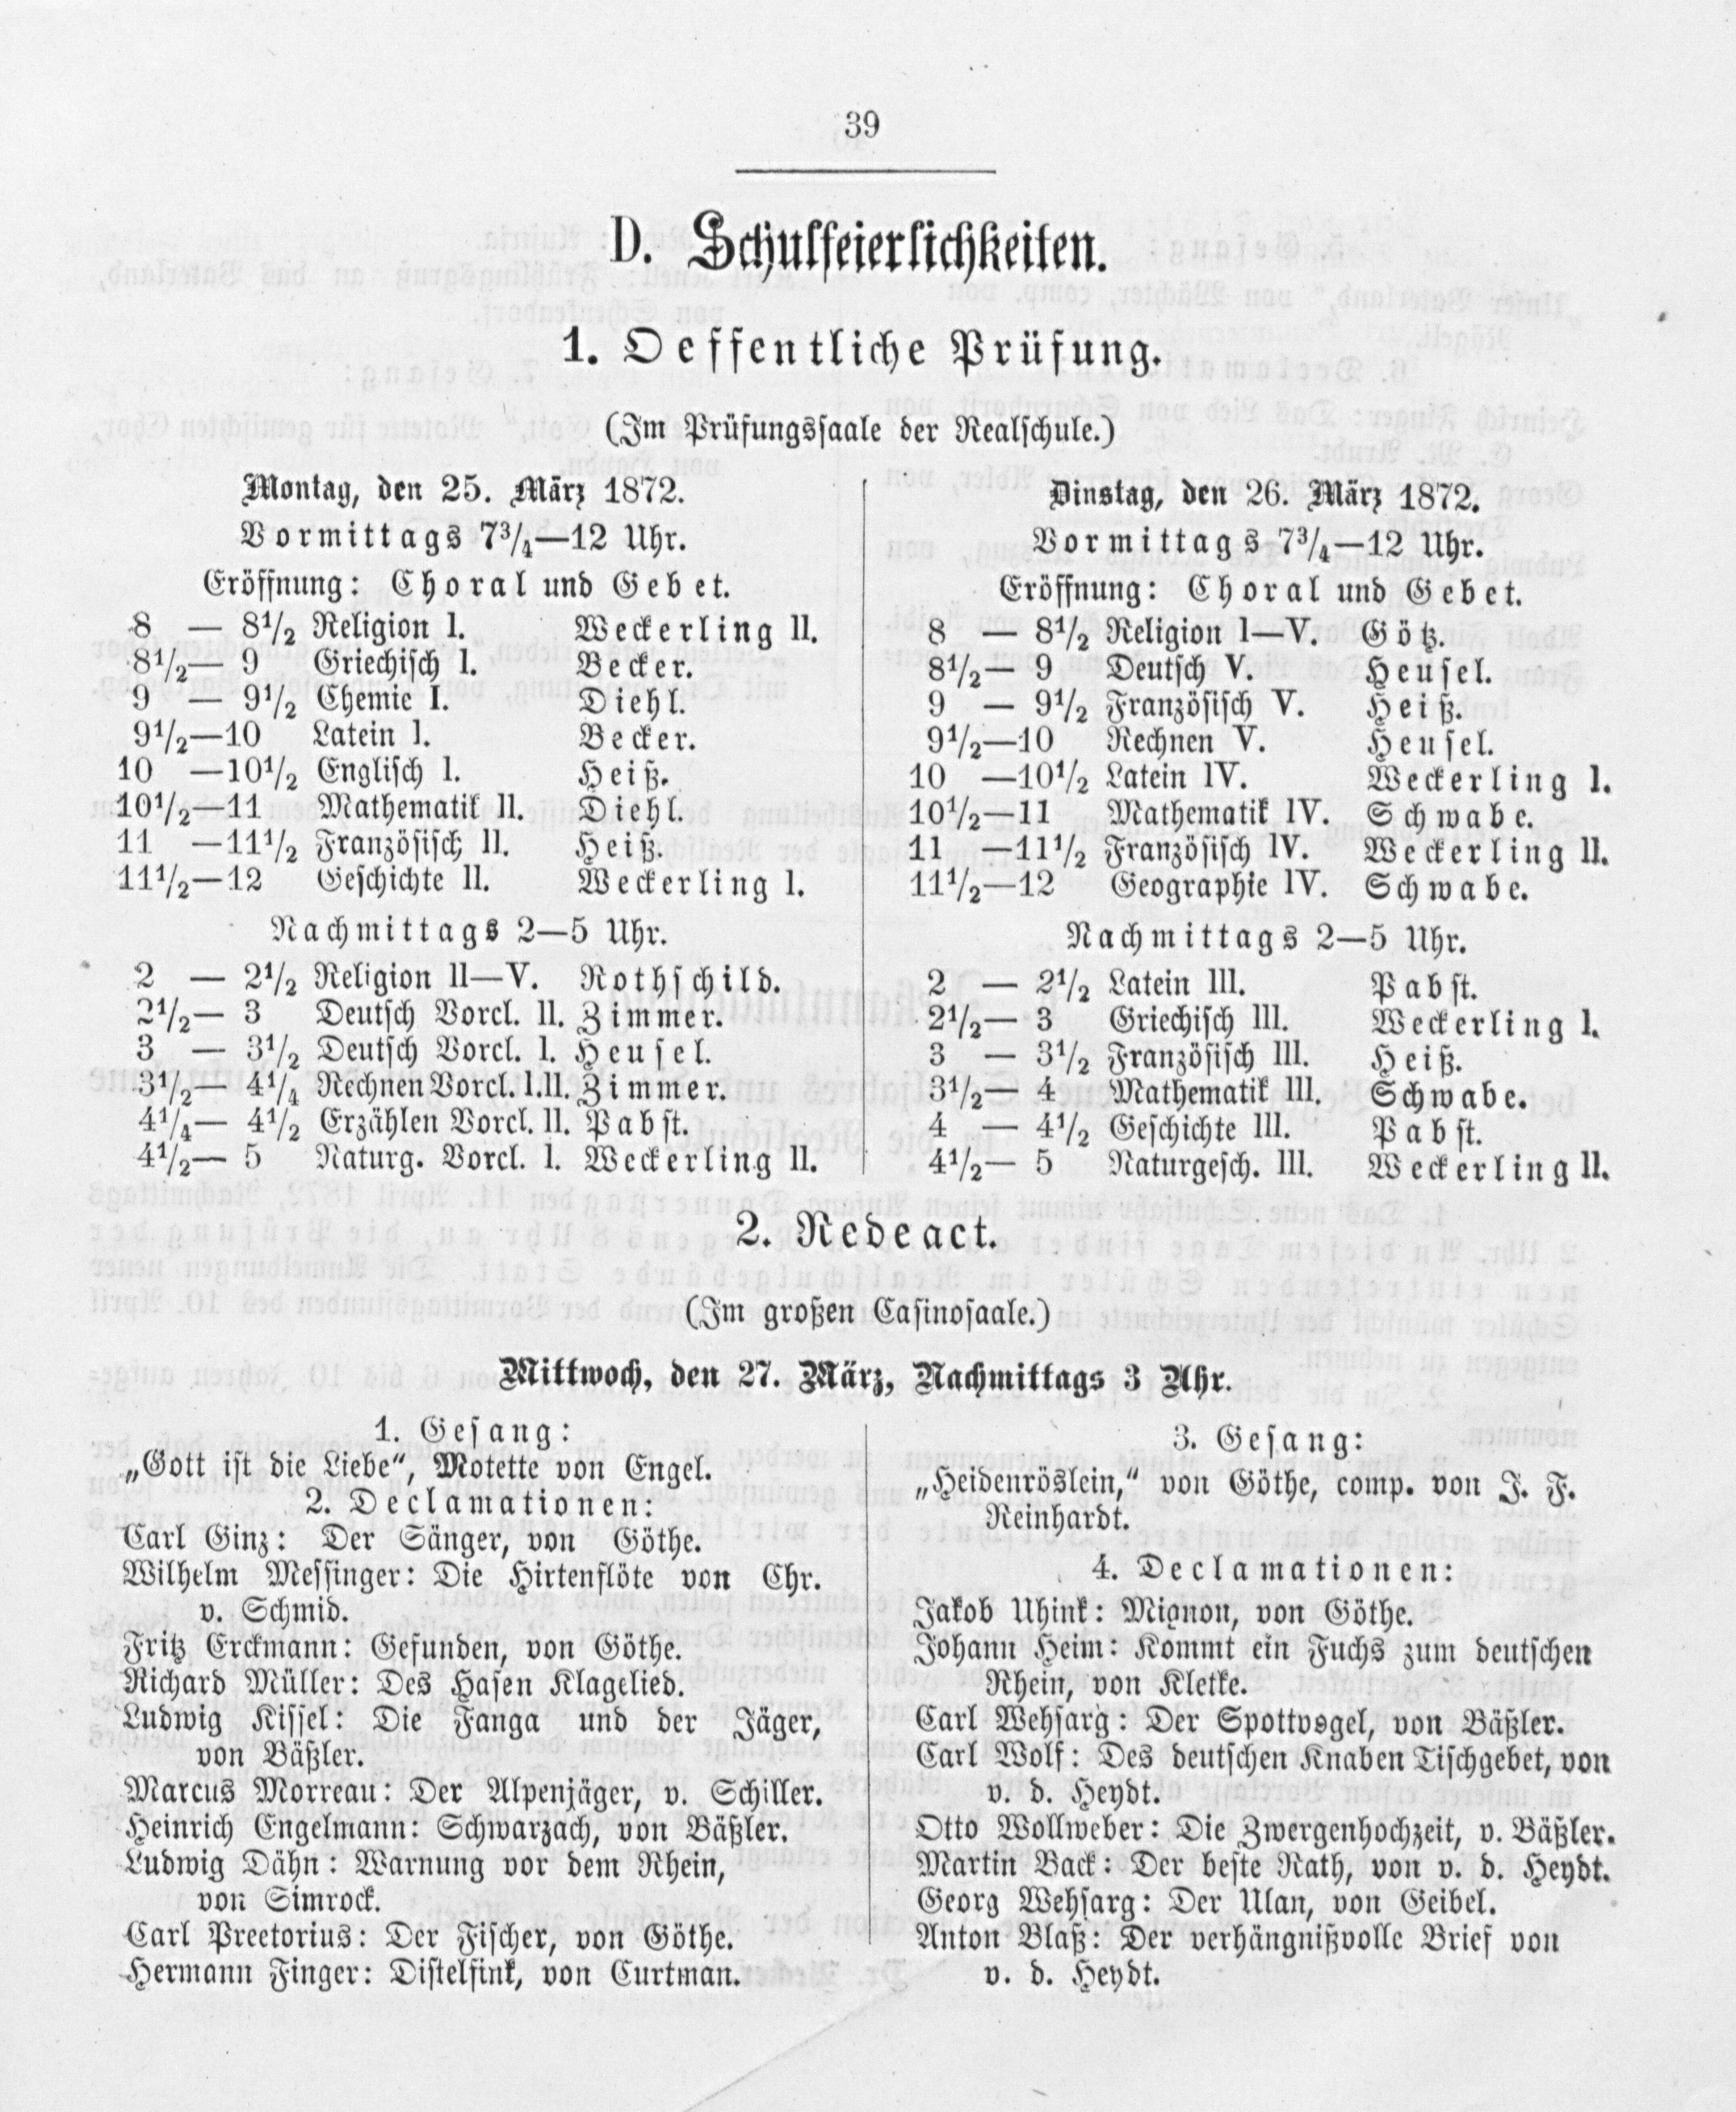 39
D. Schulfeierlichkeiten.
1. Oeffentliche Prüfung.
(Im Prüfungssaale der Realschule.)
Montag, den 25. März 1872.
Vormittags 7³/₄—12 Uhr.
Eröffnung: Choral und Gebet.
8 — 8¹/₂ Religion I. Weckerling II.
8¹/₂— 9 Griechisch I. Becker.
9 — 9¹/₂ Chemie I. Diehl.
9¹/₂—10 Latein I. Becker.
10 —10¹/₂ Englisch I. Heiß.
10¹/₂—11 Mathematik II. Diehl.
11 —11¹/₂ Französisch II. Heiß.
11¹/₂—12 Geschichte II. Weckerling I.
Nachmittags 2—5 Uhr.
2 — 2¹/₂ Religion II—V. Rothschild.
2¹/₂— 3 Deutsch Vorcl. II. Zimmer.
3 — 3¹/₂ Deutsch Vorcl. I. Heusel.
3¹/₂— 4¹/₄ Rechnen Vorcl. I.II. Zimmer.
4¹/₄— 4¹/₂ Erzählen Vorcl. II. Pabst.
4¹/₂— 5 Naturg. Vorcl. I. Weckerling II.
Dinstag, den 26. März 1872.
Vormittags 7³/₄—12 Uhr.
Eröffnung: Choral und Gebet.
8 — 8¹/₂ Religion I—V. Götz.
8¹/₂— 9 Deutsch V. Heusel.
9 — 9¹/₂ Französisch V. Heiß.
9¹/₂—10 Rechnen V. Heusel.
10 —10¹/₂ Latein IV. Weckerling I.
10¹/₂—11 Mathematik IV. Schwabe.
11 —11¹/₂ Französisch IV. Weckerling II.
11¹/₂—12 Geographie IV. Schwabe.
Nachmittags 2—5 Uhr.
2 — 2¹/₂ Latein III. Pabst.
2¹/₂— 3 Griechisch III. Weckerling I.
3 — 3¹/₂ Französisch III. Heiß.
3¹/₂— 4 Mathematik III. Schwabe.
4 — 4¹/₂ Geschichte III. Pabst.
4¹/₂— 5 Naturgesch. III. Weckerling II.
2. Redeact.
(Im großen Casinosaale.)
Mittwoch, den 27. März, Nachmittags 3 Uhr.
1. Gesang:
„Gott ist die Liebe“, Motette von Engel.
2. Declamationen:
Carl Ginz: Der Sänger, von Göthe.
Wilhelm Messinger: Die Hirtenflöte von Chr.
v. Schmid.
Fritz Erckmann: Gefunden, von Göthe.
Richard Müller: Des Hasen Klagelied.
Ludwig Kissel: Die Fanga und der Jäger,
von Bäßler.
Marcus Morreau: Der Alpenjäger, v. Schiller.
Heinrich Engelmann: Schwarzach, von Bäßler.
Ludwig Dähn: Warnung vor dem Rhein,
von Simrock.
Carl Preetorius: Der Fischer, von Göthe.
Hermann Finger: Distelfink, von Curtman.
3. Gesang:
„Heidenröslein,“ von Göthe, comp. von J. F.
Reinhardt.
4. Declamationen:
Jakob Uhink: Mignon, von Göthe.
Johann Heim: Kommt ein Fuchs zum deutschen
Rhein, von Kletke.
Carl Wehsarg: Der Spottvogel, von Bäßler.
Carl Wolf: Des deutschen Knaben Tischgebet, von
v. d. Heydt.
Otto Wollweber: Die Zwergenhochzeit, v. Bäßler.
Martin Back: Der beste Rath, von v. d. Heydt.
Georg Wehsarg: Der Ulan, von Geibel.
Anton Blaß: Der verhängnißvolle Brief von
v. d. Heydt.